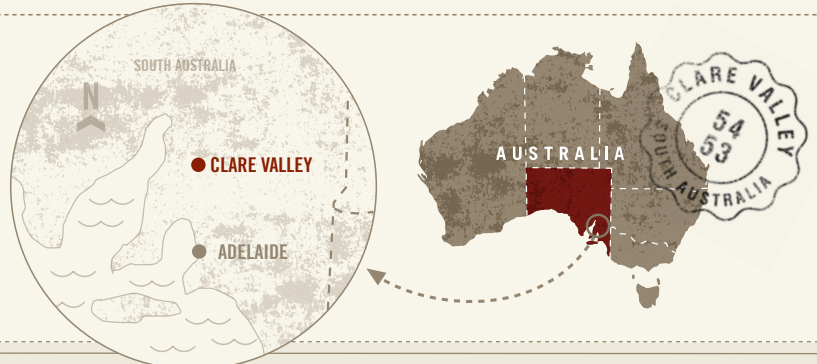 SOUTH AUSTRALIA
N
CLARE VALLEY
ADELAIDE
AUSTRALIA
CLARE VALLEY
54
53
SOUTH AUSTRALIA